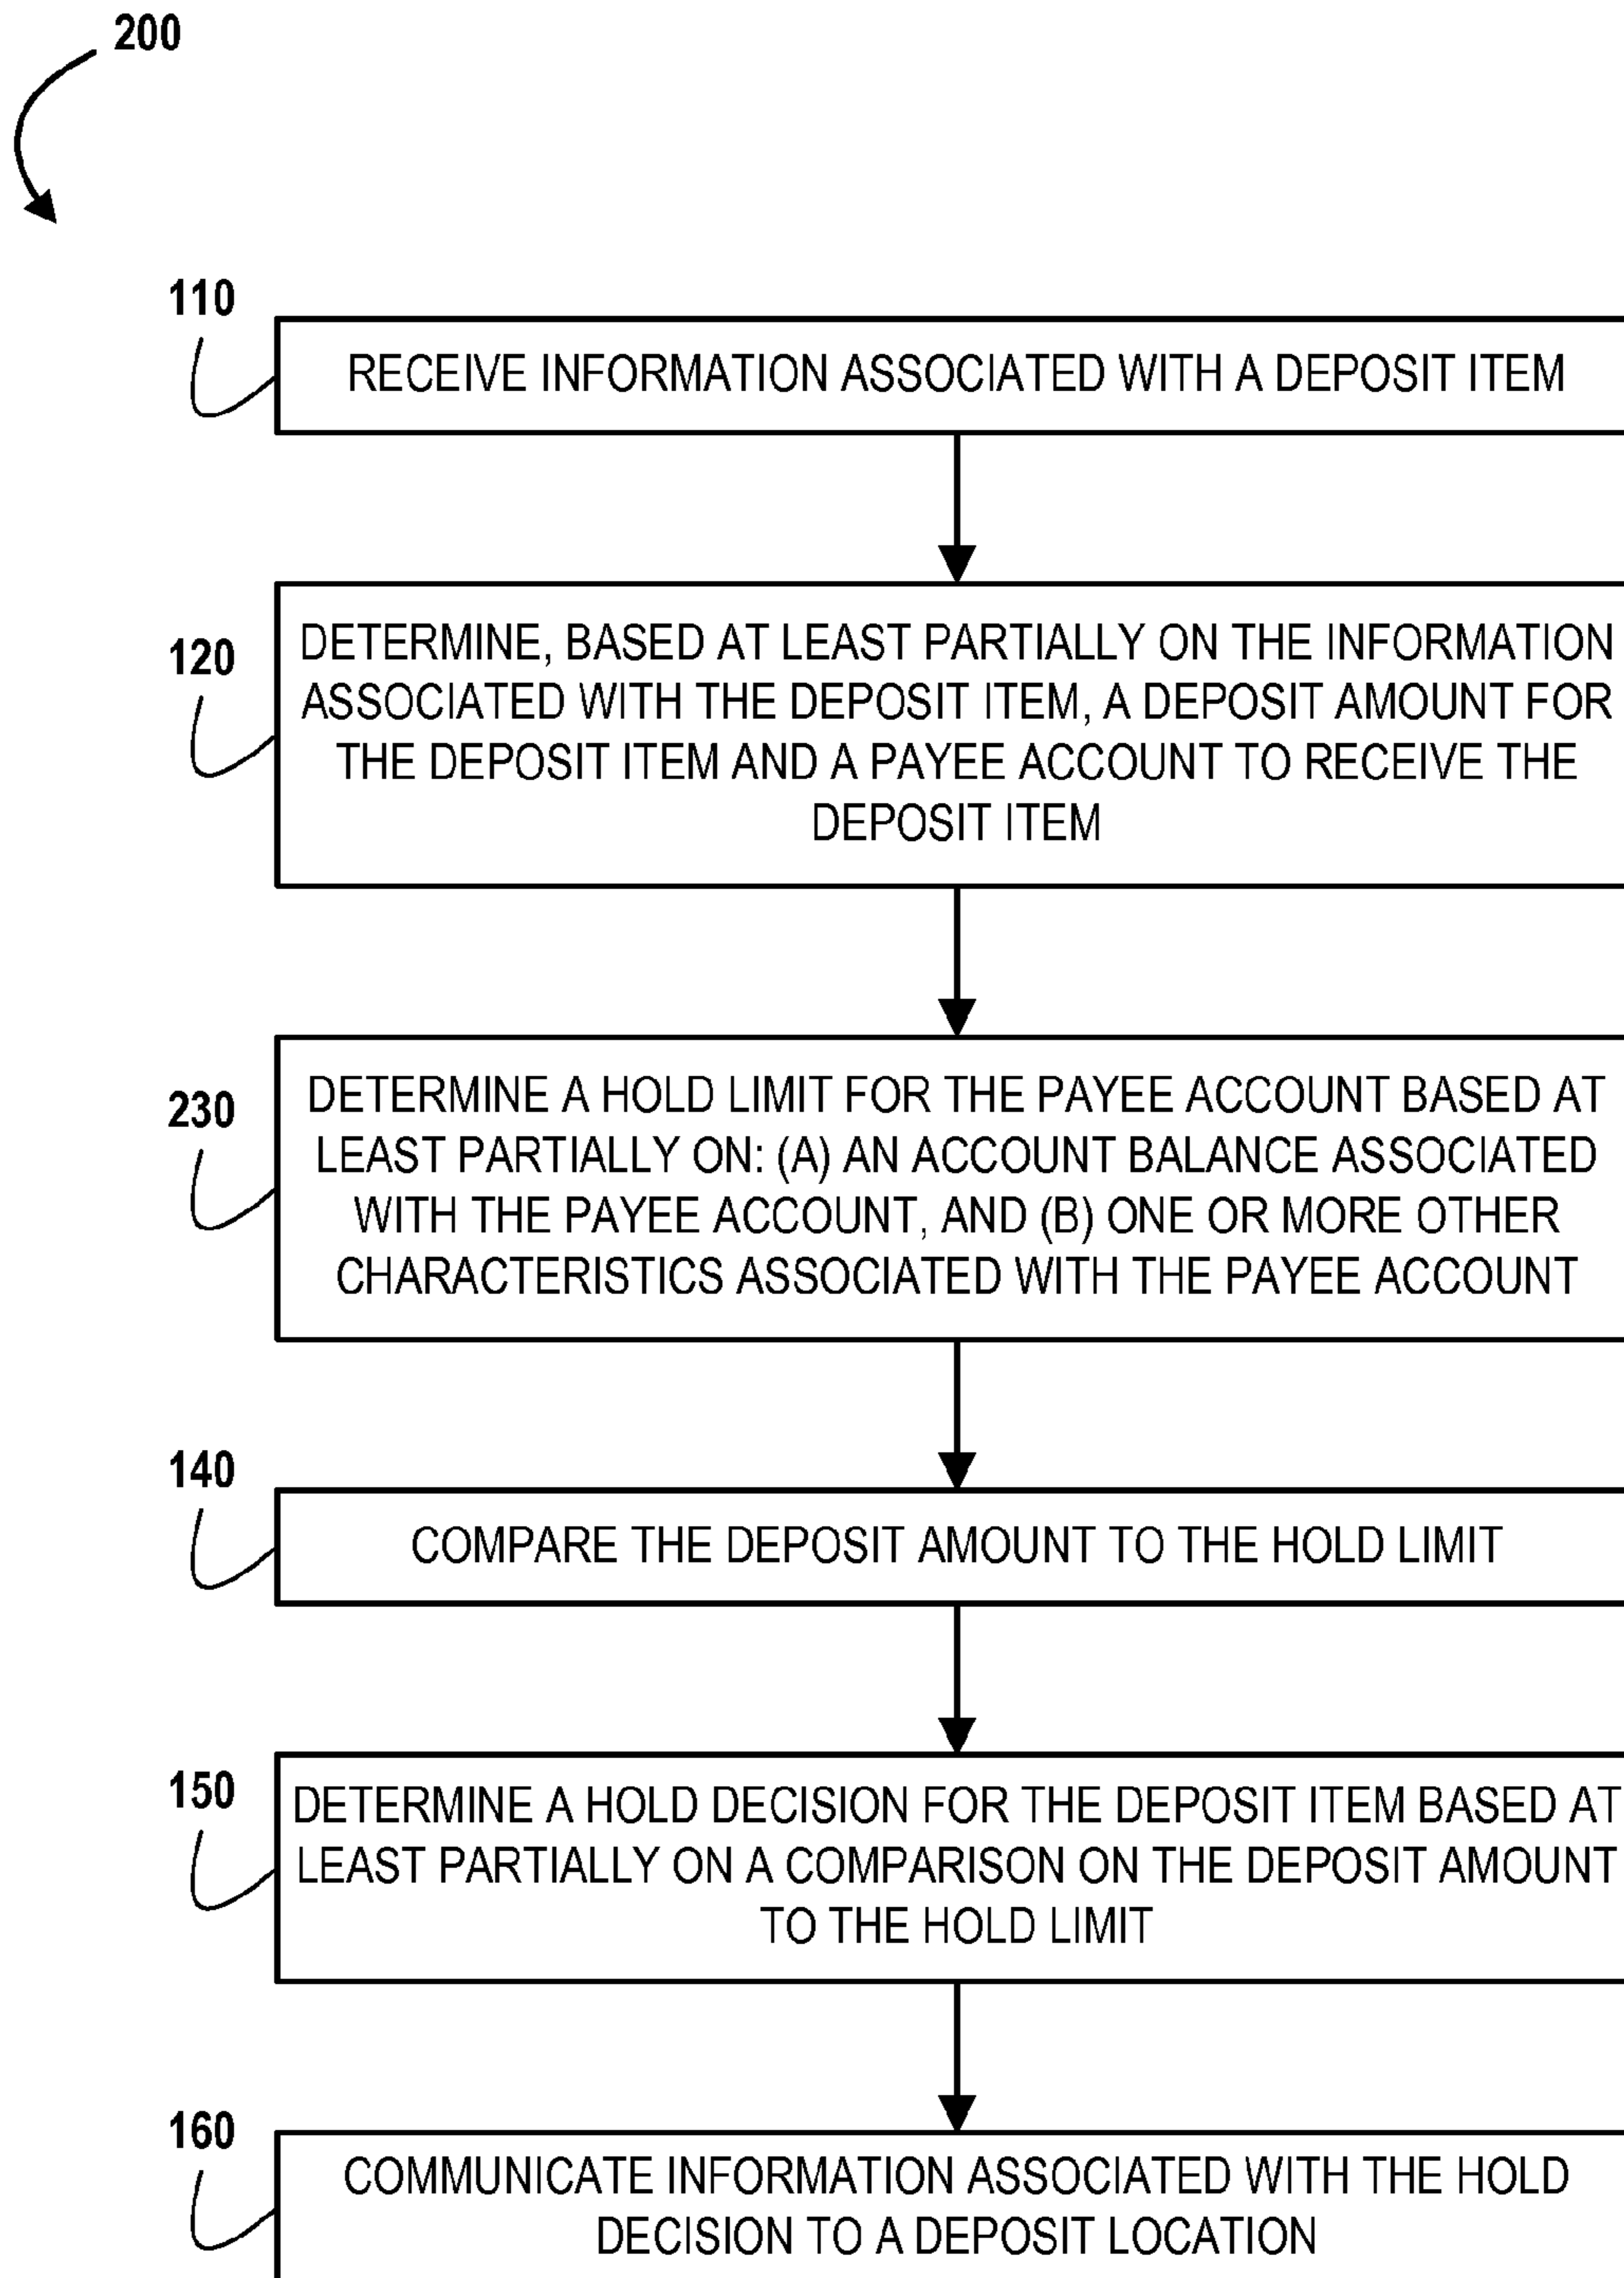 200
110
RECEIVE INFORMATION ASSOCIATED WITH A DEPOSIT ITEM
120
DETERMINE, BASED AT LEAST PARTIALLY ON THE INFORMATION
ASSOCIATED WITH THE DEPOSIT ITEM, A DEPOSIT AMOUNT FOR
THE DEPOSIT ITEM AND A PAYEE ACCOUNT TO RECEIVE THE
DEPOSIT ITEM
230
DETERMINE A HOLD LIMIT FOR THE PAYEE ACCOUNT BASED AT
LEAST PARTIALLY ON: (A) AN ACCOUNT BALANCE ASSOCIATED
WITH THE PAYEE ACCOUNT, AND (B) ONE OR MORE OTHER
CHARACTERISTICS ASSOCIATED WITH THE PAYEE ACCOUNT
140
COMPARE THE DEPOSIT AMOUNT TO THE HOLD LIMIT
150
DETERMINE A HOLD DECISION FOR THE DEPOSIT ITEM BASED AT
LEAST PARTIALLY ON A COMPARISON ON THE DEPOSIT AMOUNT
TO THE HOLD LIMIT
160
COMMUNICATE INFORMATION ASSOCIATED WITH THE HOLD
DECISION TO A DEPOSIT LOCATION